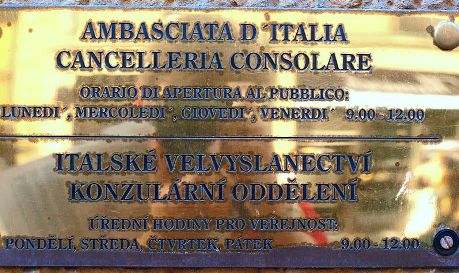 AMBASCIATA D´ITALIA
CANCELLERIA CONSOLARE
ORARIO DI APERTURA AL PUBBLICO:
LUNEDI´, MERCOLEDI´, GIOVEDI´, VENERDI´ 9.00-12.00
ITALSKÉ VELVYSLANECTVÍ
KONZULÁRNÍ ODDĚLENÍ
ÚŘEDNÍ HODINY PRO VEŘEJNOST:
PONDĚLÍ, STŘEDA, ČTVRTEK, PÁTEK 9.00-12.00